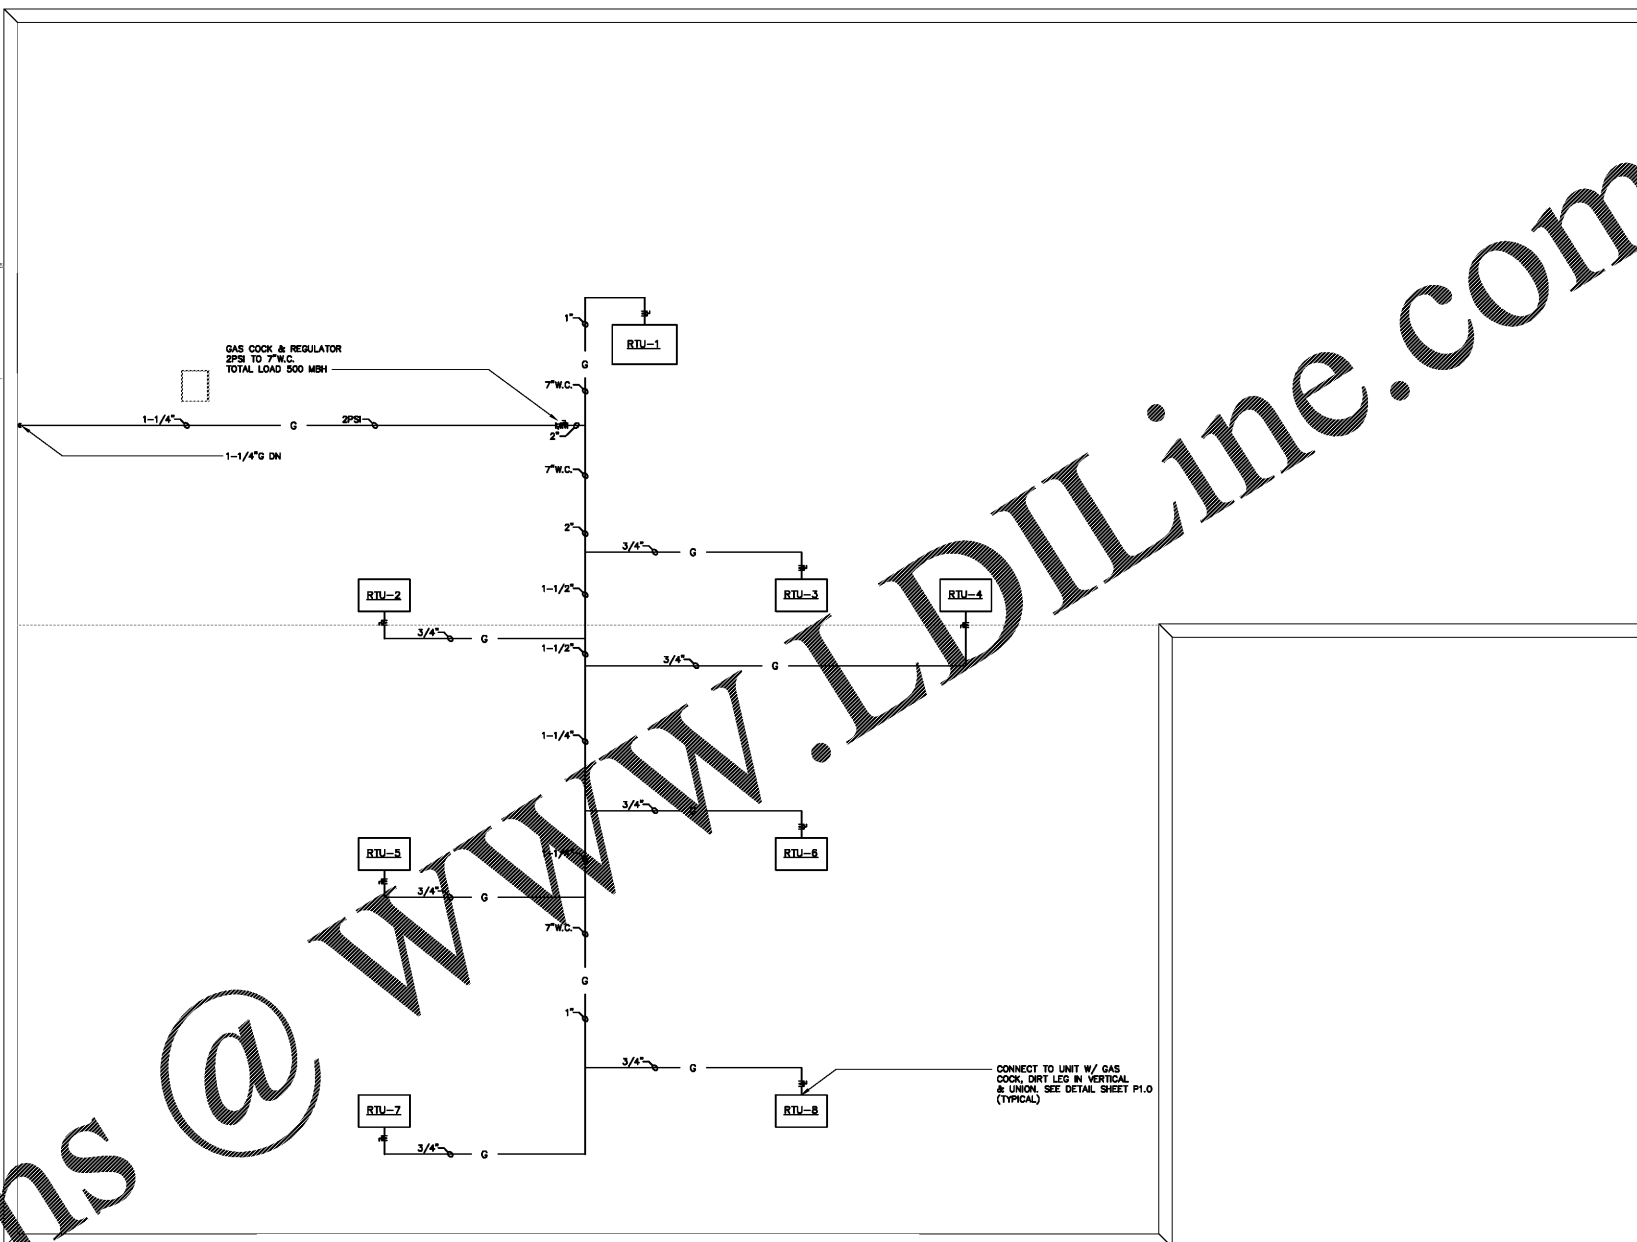 1"
RTU-1
G
GAS COCK & REGULATOR
2PSI TO 7"W.C.
TOTAL LOAD 500 MBH
7"W.C.
1-1/4"
G
2PSI
2"
1-1/4"G DN
7"W.C.
2"
3/4"
G
RTU-2
1-1/2"
RTU-3
RTU-4
3/4"
G
1-1/2"
3/4"
G
1-1/4"
3/4"
G
RTU-5
1-1/4"
RTU-6
3/4"
G
7"W.C.
G
1"
3/4"
G
CONNECT TO UNIT W/ GAS
COCK, DIRT LEG IN VERTICAL
& UNION. SEE DETAIL SHEET P1.0
(TYPICAL)
RTU-7
RTU-8
3/4"
G
ns @ www.LDILine.com